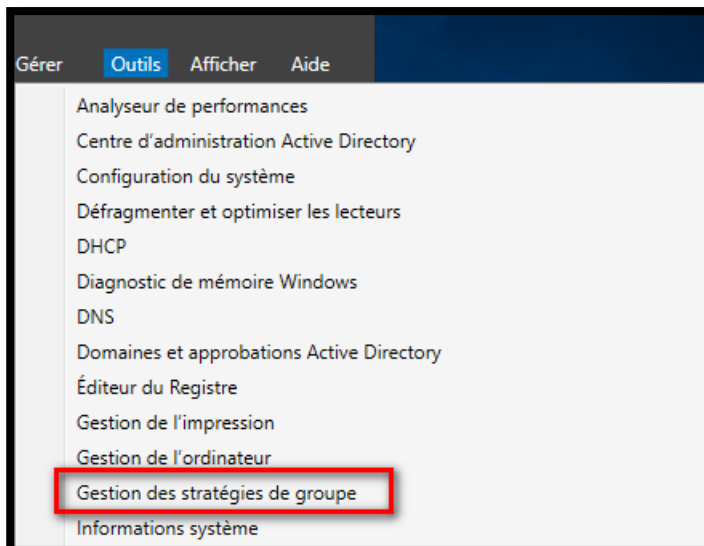 Gérer Outils Afficher Aide
Analyseur de performances
Centre d'administration Active Directory
Configuration du système
Défragmenter et optimiser les lecteurs
DHCP
Diagnostic de mémoire Windows
DNS
Domaines et approbations Active Directory
Éditeur du Registre
Gestion de l'impression
Gestion de l'ordinateur
Gestion des stratégies de groupe
Informations système